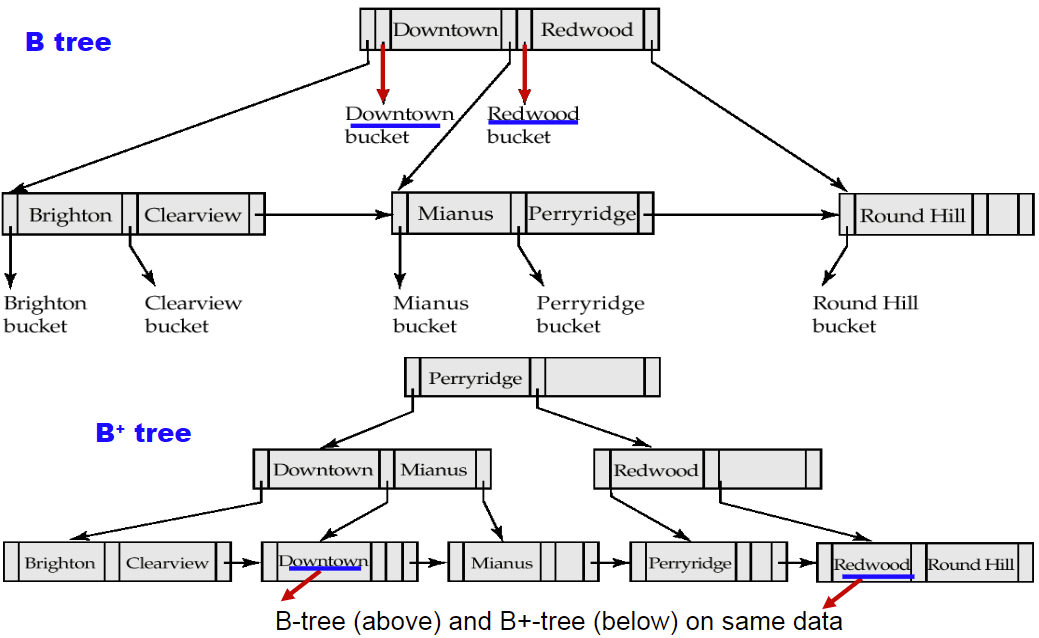 B tree
Downtown Redwood
Downtown bucket
Redwood bucket
Brighton Clearview
Mianus Perryridge
Round Hill
Brighton bucket
Clearview bucket
Mianus bucket
Perryridge bucket
Round Hill bucket
Perryridge
B+ tree
Downtown Mianus
Redwood
Brighton Clearview
Downtown
Mianus
Perryridge
Redwood Round Hill
B-tree (above) and B+-tree (below) on same data